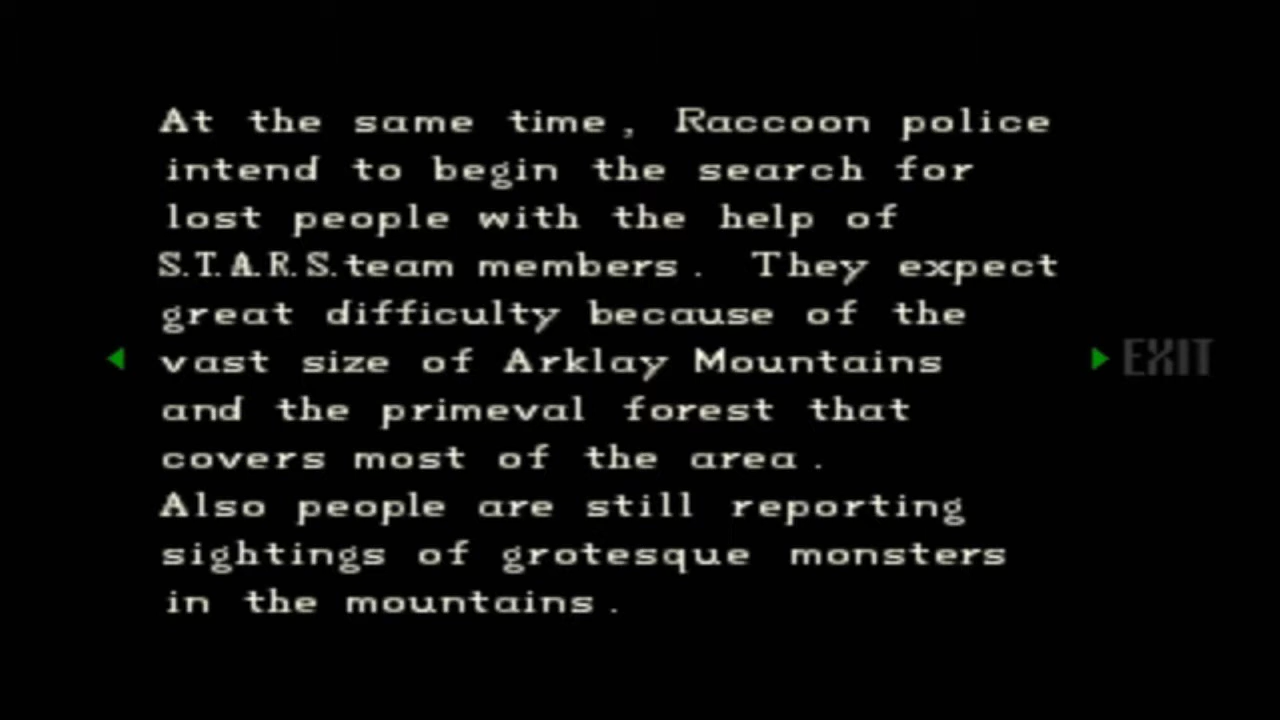 At the same time, Raccoon police
intend to begin the search for
lost people with the help of
S.T.A.R.S.team members. They expect
great difficulty because of the
vast size of Arklay Mountains
and the primeval forest that
covers most of the area.
Also people are still reporting
sightings of grotesque monsters
in the mountains.
EXIT